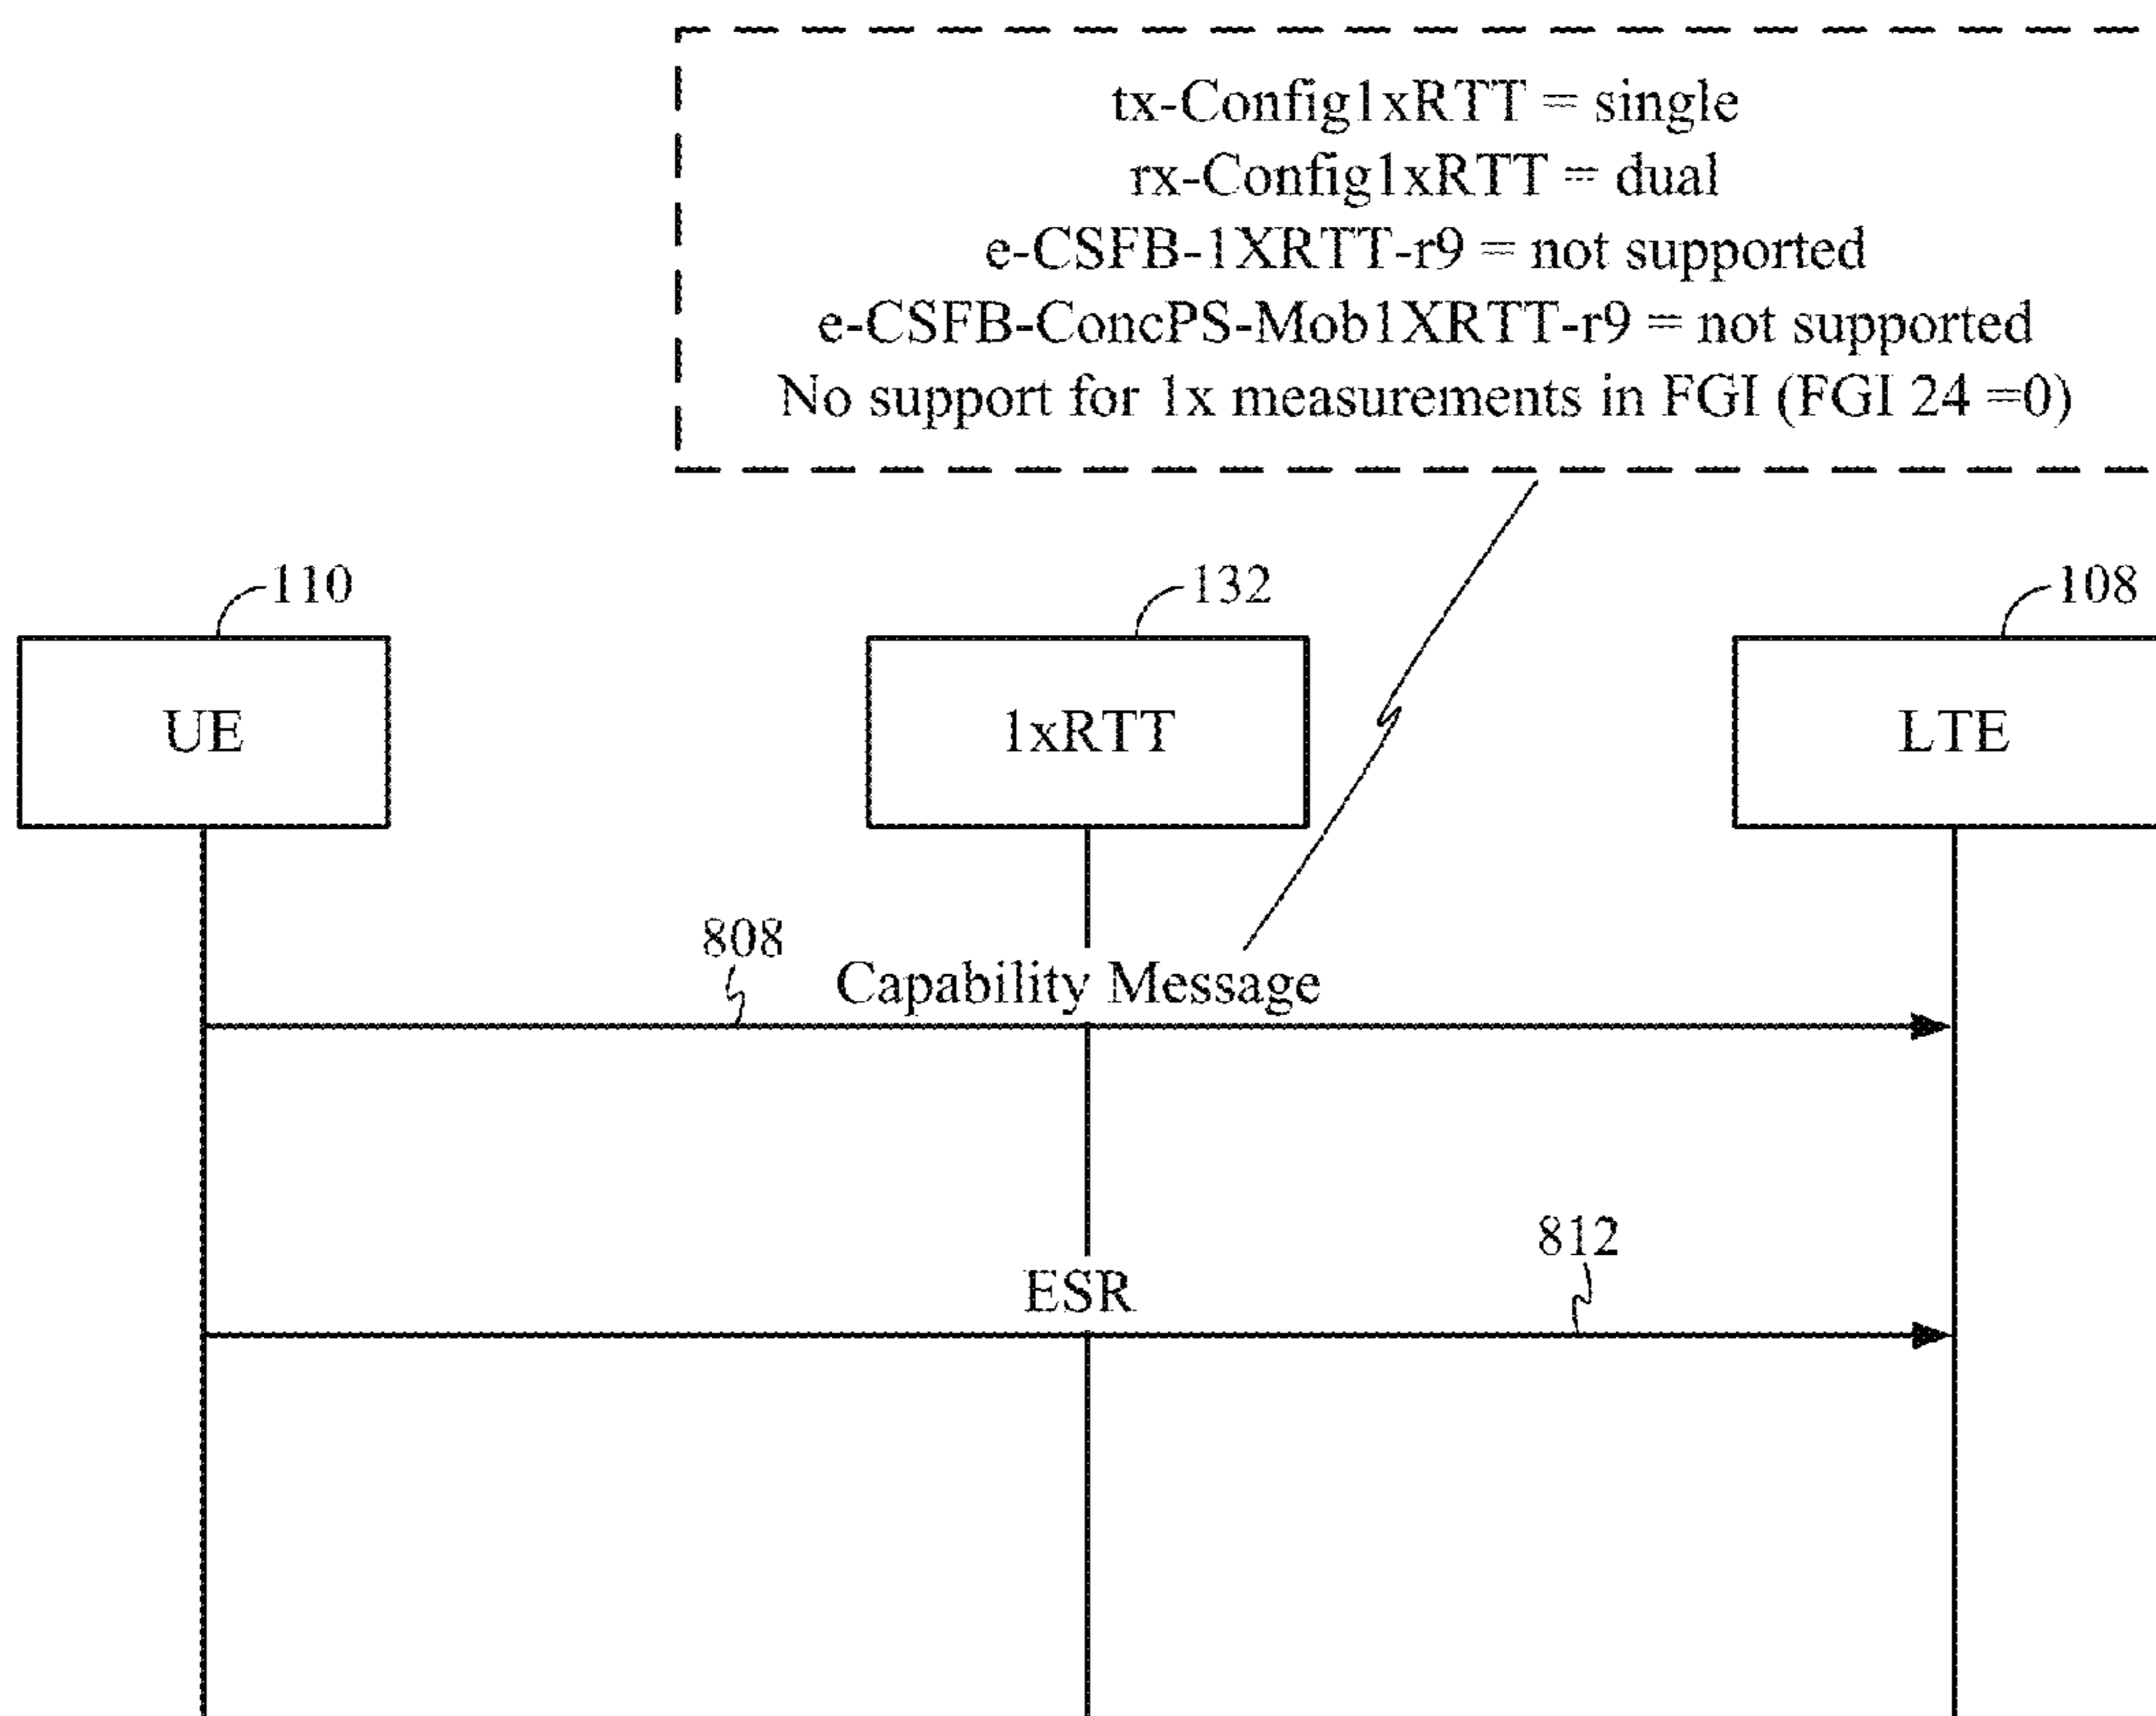 tx-Config1xRTT = single
rx-Config1xRTT = dual
e-CSFB-1XRTT-r9 = not supported
e-CSFB-ConcPS-Mob1XRTT-r9 = not supported
No support for 1x measurements in FGI (FGI 24 =0)
110
132
108
UE
1xRTT
LTE
808
Capability Message
812
ESR